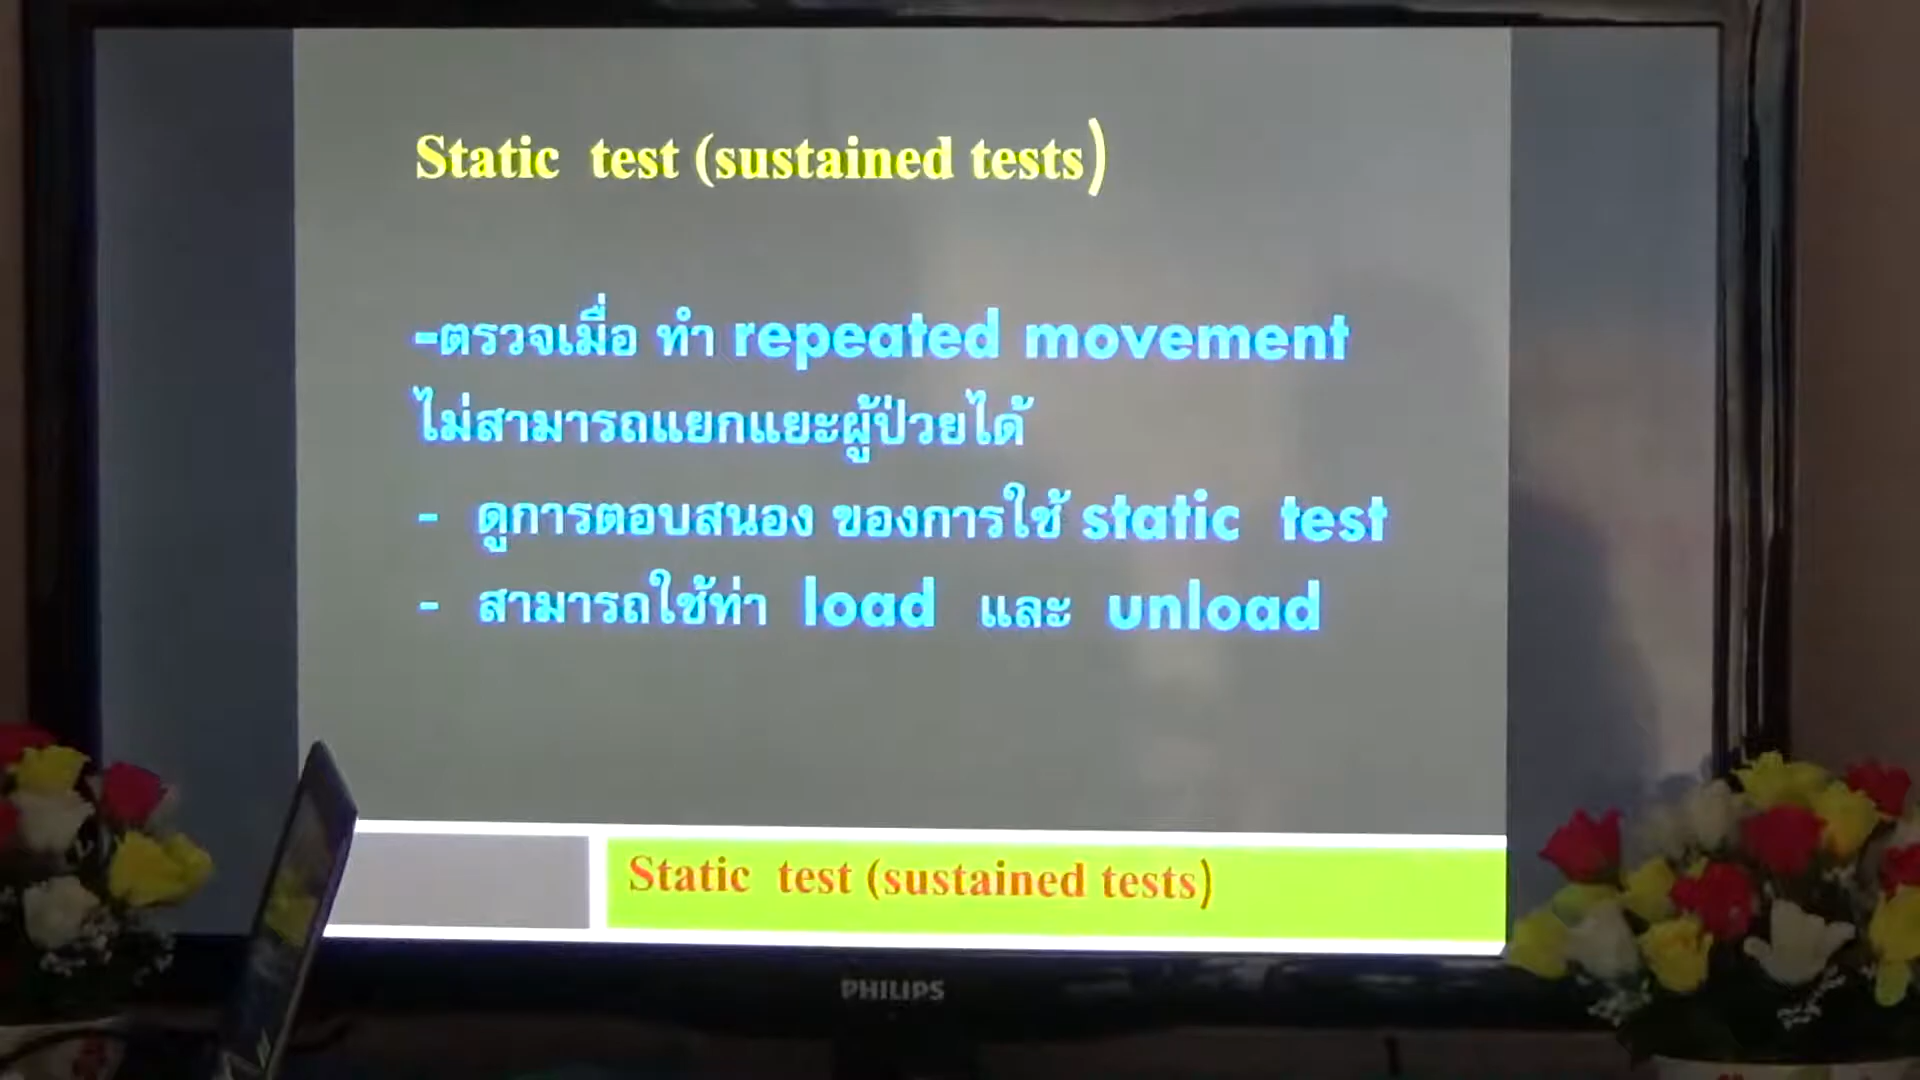 Static test (sustained tests)
-ตรวจเมื่อ ทำ repeated movement
ไม่สามารถแยกแยะผู้ป่วยได้
- ดูการตอบสนอง ของการใช้ static test
- สามารถใช้ท่า load และ unload
Static test (sustained tests)
PHILIPS